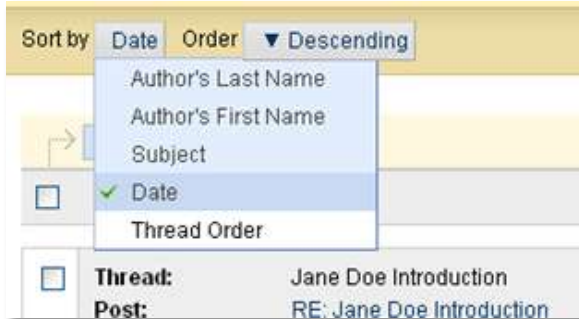 Sort by Date Order ▼ Descending
Author's Last Name
Author's First Name
Subject
✓ Date
Thread Order
Thread: Jane Doe Introduction
Post: RE: Jane Doe Introduction